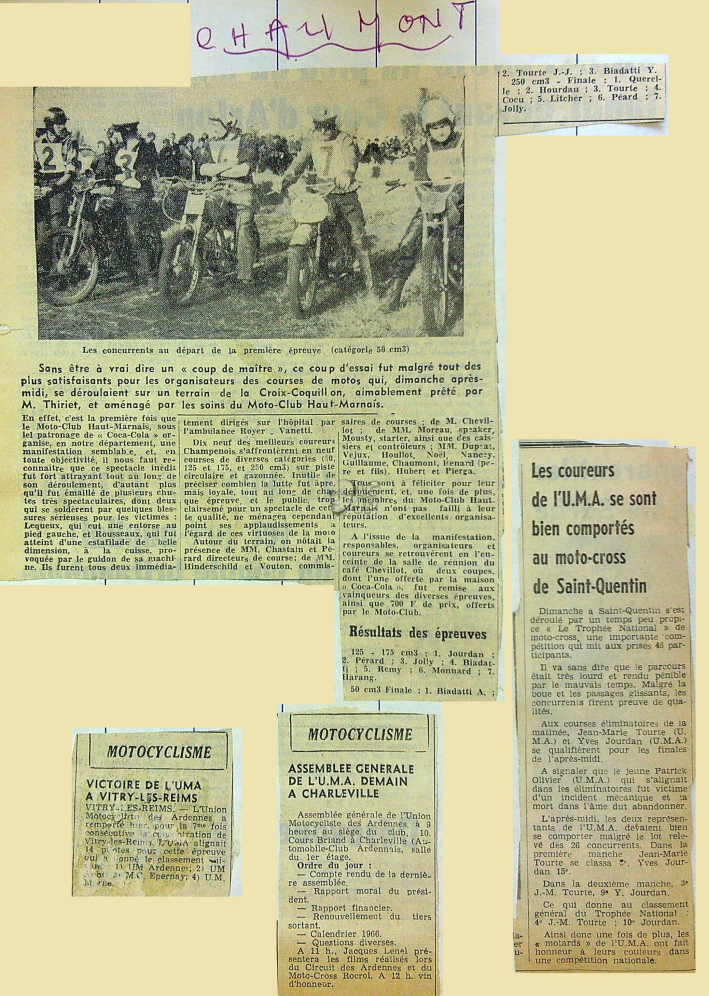 CHAUMONT
2. Tourte J.-J. ; 3. Biadatti Y.
250 cm3 - Finale : 1. Querel-
le ; 2. Hourdau ; 3. Tourte ; 4.
Cocu ; 5. Litcher ; 6. Péard ; 7.
Jolly.
2
3
7
Les concurrents au départ de la première épreuve (catégorie 50 cm3)
Sans être à vrai dire un « coup de maître », ce coup d'essai fut malgré tout des
plus satisfaisants pour les organisateurs des courses de motos qui, dimanche après-
midi, se déroulaient sur un terrain de la Croix-Coquillon, aimablement prêté par
M. Thiriet, et aménagé par les soins du Moto-Club Haut-Marnais.
En effet, c'est la première fois que
le Moto-Club Haut-Marnais, sous
le patronage de « Coca-Cola » or-
ganise, en notre département, une
manifestation semblable, et, en
toute objectivité, il nous faut re-
connaître que ce spectacle inédit
fut fort attrayant tout au long de
son déroulement, d'autant plus
qu'il fut émaillé de plusieurs chu-
tes très spectaculaires, dont deux
qui se soldèrent par quelques bles-
sures sérieuses pour les victimes :
Lequeux, qui eut une entorse au
pied gauche, et Rousseaux, qui fut
atteint d'une estafilade de belle
dimension, à la cuisse, pro-
voquée par le guidon de sa machi-
ne. Ils furent tous deux immédia-
tement dirigés sur l'hôpital par
l'ambulance Royer - Vanetti.
Dix neuf des meilleurs coureurs
Champenois s'affrontèrent en neuf
courses de diverses catégories (50,
125 et 175, et 250 cm3) sur piste
circulaire et gazonnée. Inutile de
préciser combien la lutte fut âpre,
mais loyale, tout au long de cha-
que épreuve, et le public, trop
clairsemé pour un spectacle de cet-
te qualité, ne ménagea cependant
point ses applaudissements à
l'égard de ces virtuoses de la moto
Autour du terrain, on notait la
présence de MM. Chastain et Pé-
rard directeurs de course ; de MM.
Hinderschild et Vouton, commis-
saires de courses ; de M. Chevil-
lot ; de MM. Moreau, speaker,
Mousty, starter, ainsi que des cais-
siers et contrôleurs ; MM. Duprat,
Vejux, Houllot, Noël, Nancey,
Guillaume, Chaumont, Renard (pè-
re et fils), Hubert et Pierga.
Tous sont à féliciter pour leur
dévouement, et, une fois de plus,
les membres du Moto-Club Haut-
Marnais n'ont pas failli à leur
réputation d'excellents organisa-
teurs.
A l'issue de la manifestation,
responsables, organisateurs et
coureurs se retrouvèrent en l'en-
ceinte de la salle de réunion du
café Chevillot, où deux coupes,
dont l'une offerte par la maison
« Coca-Cola », fut remise aux
vainqueurs des diverses épreuves,
ainsi que 700 F de prix, offerts
par le Moto-Club.
Résultats des épreuves
125 - 175 cm3 : 1. Jourdan ;
2. Pérard ; 3. Jolly ; 4. Biadat-
ti ; 5. Remy ; 6. Monnard ; 7.
Harang.
50 cm3 Finale : 1. Biadatti A. ;
Les coureurs
de l'U.M.A. se sont
bien comportés
au moto-cross
de Saint-Quentin
Dimanche à Saint-Quentin s'est
déroulé par un temps peu propi-
ce « Le Trophée National » de
moto-cross, une importante com-
pétition qui mit aux prises 45 par-
ticipants.
Il va sans dire que le parcours
était très lourd et rendu pénible
par le mauvais temps. Malgré la
boue et les passages glissants, les
concurrents firent preuve de qua-
lités.
Aux courses éliminatoires de la
matinée, Jean-Marie Tourte (U.
M.A.) et Yves Jourdan (U.M.A.)
se qualifièrent pour les finales
de l'après-midi.
A signaler que le jeune Patrick
Olivier (U.M.A.) qui s'alignait
dans les éliminatoires fut victime
d'un incident mécanique et la
mort dans l'âme dut abandonner.
L'après-midi, les deux représen-
tants de l'U.M.A. devaient bien
se comporter malgré le lot rele-
vé des 26 concurrents. Dans la
première manche Jean-Marie
Tourte se classa 5e, Yves Jour-
dan 15e.
Dans la deuxième manche, 3e
J.-M. Tourte, 9e Y. Jourdan.
Ce qui donne au classement
général du Trophée National :
4e J.-M. Tourte ; 10e Jourdan.
Ainsi donc une fois de plus, les
« motards » de l'U.M.A. ont fait
honneur à leurs couleurs dans
une compétition nationale.
MOTOCYCLISME
VICTOIRE DE L'UMA
A VITRY-LES-REIMS
VITRY-LES-REIMS. — L'Union
Motocycliste des Ardennes a
remporté hier, pour la 7me fois
consécutive la concentration de
Vitry-les-Reims. L'UMA alignait
14 pilotes pour cette épreuve
qui a donné le classement sui-
vant : 1) UM Ardennes; 2) UM
3) M.C. Epernay; 4) U.M.
MOTOCYCLISME
ASSEMBLEE GENERALE
DE L'U.M.A. DEMAIN
A CHARLEVILLE
Assemblée générale de l'Union
Motocycliste des Ardennes, à 9
heures au siège du club, 10,
Cours Briand à Charleville (Au-
tomobile-Club Ardennais, salle
du 1er étage.
Ordre du jour :
— Compte rendu de la derniè-
re assemblée.
— Rapport moral du prési-
dent.
— Rapport financier.
— Renouvellement du tiers
sortant.
— Calendrier 1966.
— Questions diverses.
A 11 h., Jacques Lenel pré-
sentera les films réalisés lors
du Circuit des Ardennes et du
Moto-Cross Rocroi. A 12 h. vin
d'honneur.